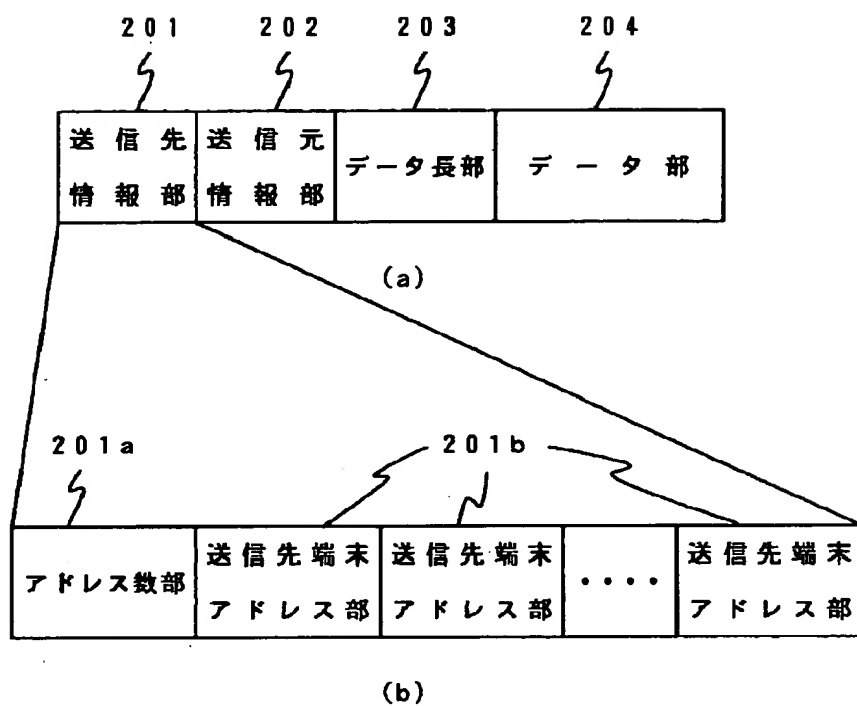 201 202 203 204
送信先 送信元
情報部 情報部
データ長部 データ部
(a)
201a 201b
アドレス数部
送信先端末 送信先端末 ・・・・ 送信先端末
アドレス部 アドレス部 アドレス部
(b)